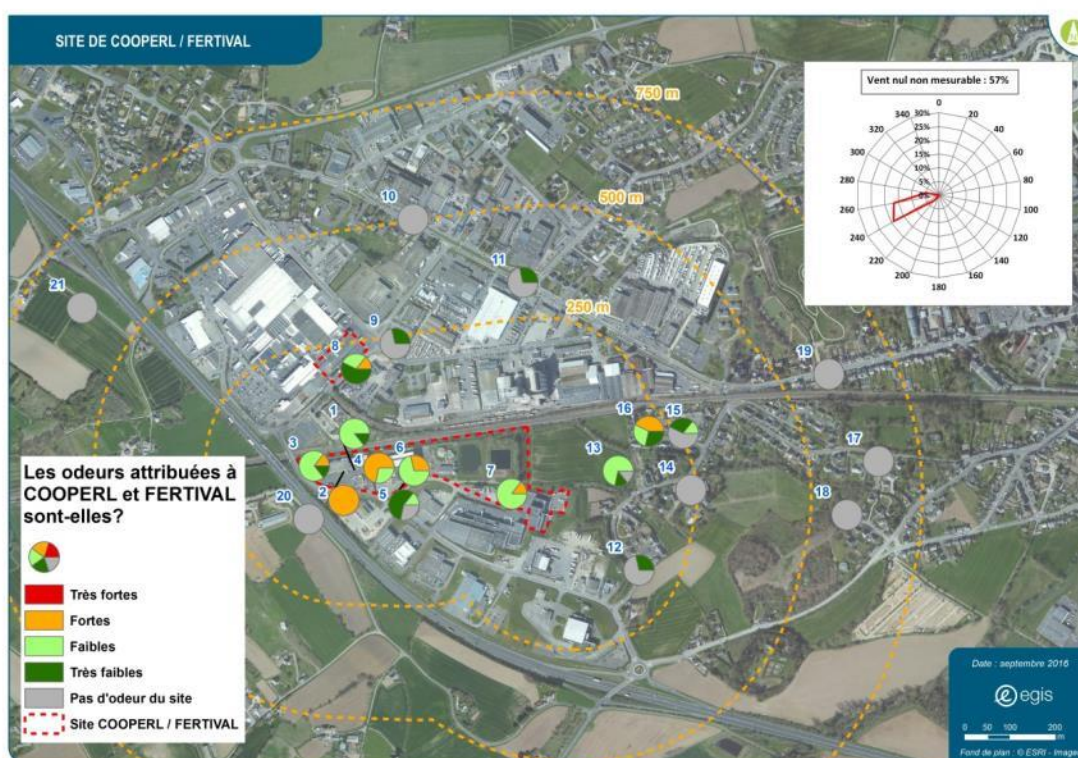 SITE DE COOPERL / FERTIVAL
Vent nul non mesurable : 57%
0
20
40
60
80
100
120
140
160
180
200
220
240
260
280
300
320
340
30%
25%
20%
15%
10%
5%
0%
750 m
500 m
250 m
10
11
21
9
8
19
1
16
15
3
4
6
13
17
7
14
2
5
20
18
12
Les odeurs attribuées à
COOPERL et FERTIVAL
sont-elles?
Très fortes
Fortes
Faibles
Très faibles
Pas d'odeur du site
Site COOPERL / FERTIVAL
Date : septembre 2016
egis
0 50 100 200
m
Fond de plan : © ESRI - Image